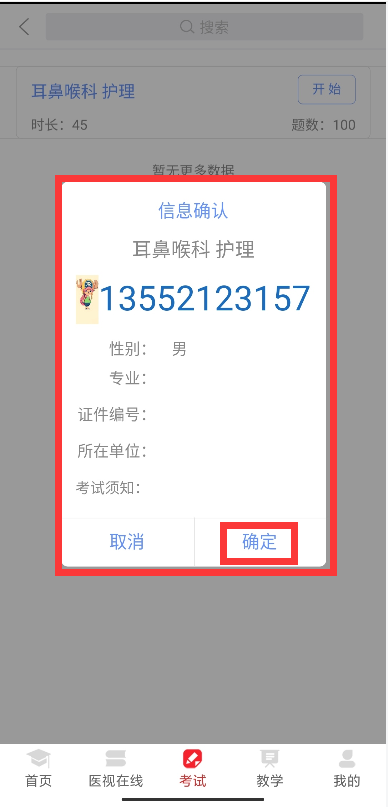 搜索
耳鼻喉科 护理
开 始
时长：45
题数：100
暂无更多数据
信息确认
耳鼻喉科 护理
13552123157
性别： 男
专业：
证件编号：
所在单位：
考试须知：
取消
确定
首页
医视在线
考试
教学
我的